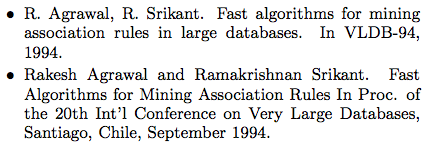 • R. Agrawal, R. Srikant. Fast algorithms for mining
association rules in large databases. In VLDB-94,
1994.
• Rakesh Agrawal and Ramakrishnan Srikant. Fast
Algorithms for Mining Association Rules In Proc. of
the 20th Int'l Conference on Very Large Databases,
Santiago, Chile, September 1994.